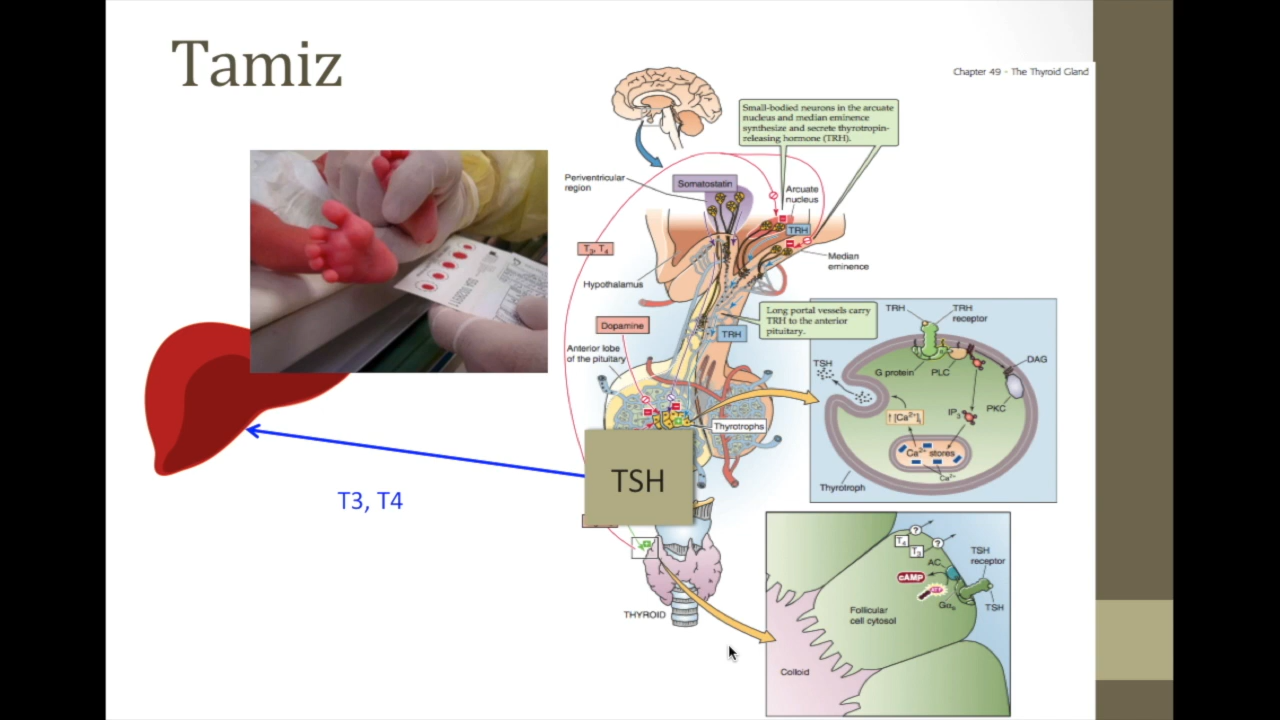 Tamiz
Chapter 49 · The Thyroid Gland
Small-bodied neurons in the arcuate
nucleus and median eminence
synthesize and secrete thyrotropin-
releasing hormone (TRH).
Periventricular
region
Somatostatin
Arcuate
nucleus
TRH
T3, T4
Median
eminence
Hypothalamus
Long portal vessels carry
TRH to the anterior
pituitary.
Dopamine
TRH
Anterior lobe
of the pituitary
Thyrotrophs
TRH
TRH
receptor
TSH
G protein
PLC
DAG
PKC
IP3
↑ [Ca2+]i
Ca2+ stores
Ca2+
Thyrotroph
TSH
T3, T4
THYROID
T4
?
T3
?
TSH
receptor
AC
cAMP
Gαs
TSH
Follicular
cell cytosol
Colloid